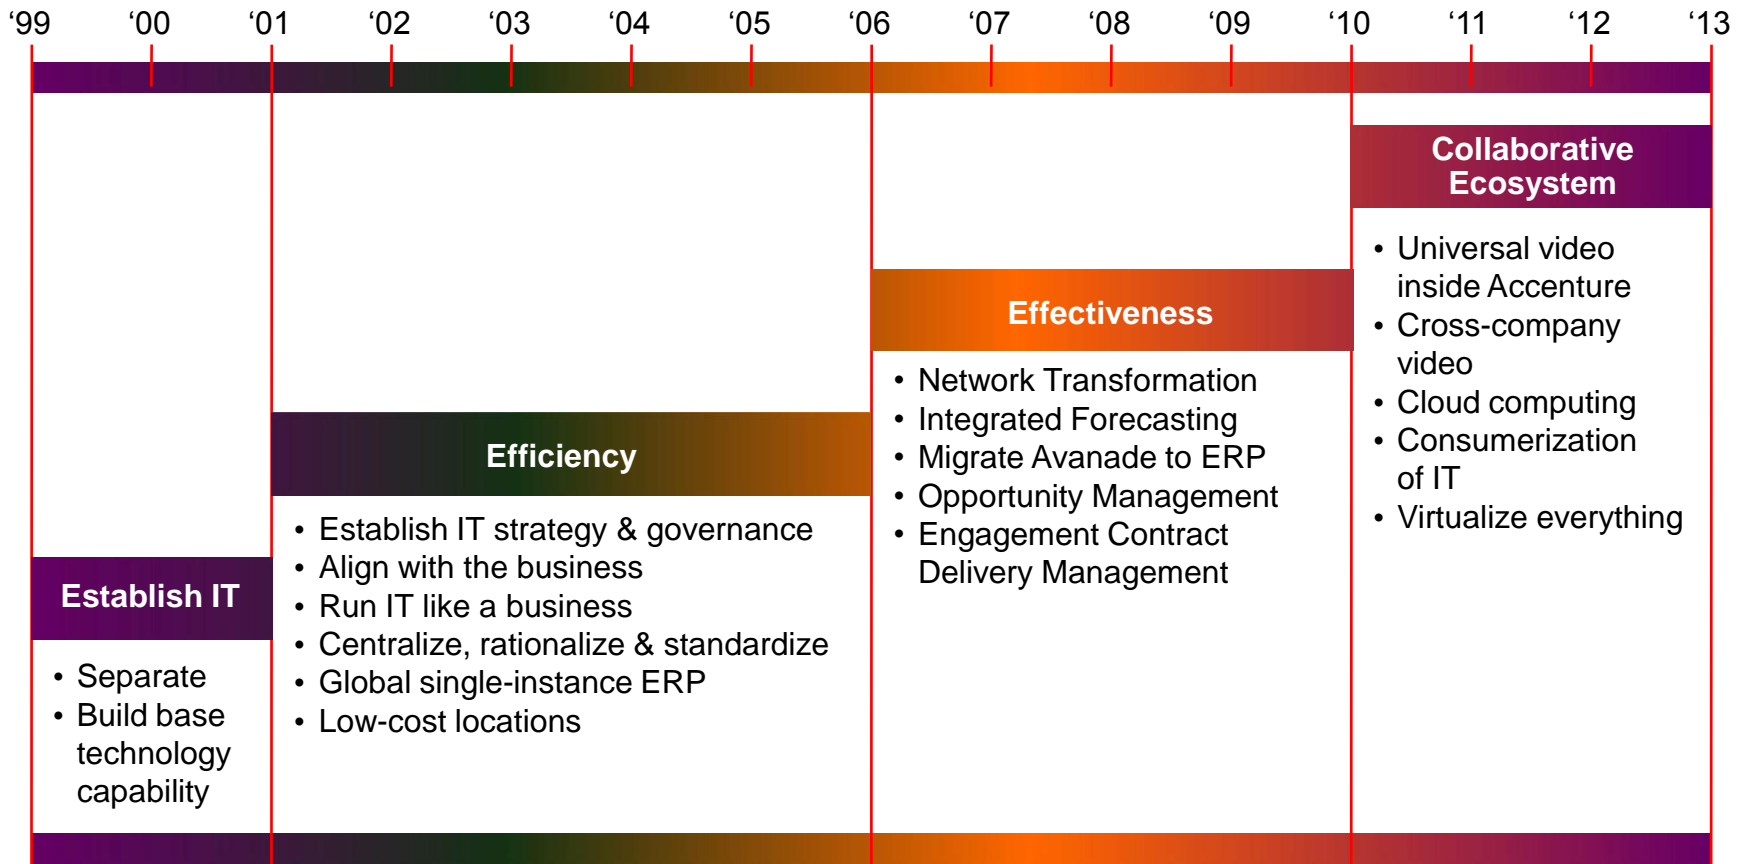 ‘99 ‘00 ‘01 ‘02 ‘03 ‘04 ‘05 ‘06 ‘07 ‘08 ‘09 ‘10 ‘11 ‘12 ‘13
Establish IT
• Separate
• Build base
technology
capability
Efficiency
• Establish IT strategy & governance
• Align with the business
• Run IT like a business
• Centralize, rationalize & standardize
• Global single-instance ERP
• Low-cost locations
Effectiveness
• Network Transformation
• Integrated Forecasting
• Migrate Avanade to ERP
• Opportunity Management
• Engagement Contract
Delivery Management
Collaborative
Ecosystem
• Universal video
inside Accenture
• Cross-company
video
• Cloud computing
• Consumerization
of IT
• Virtualize everything